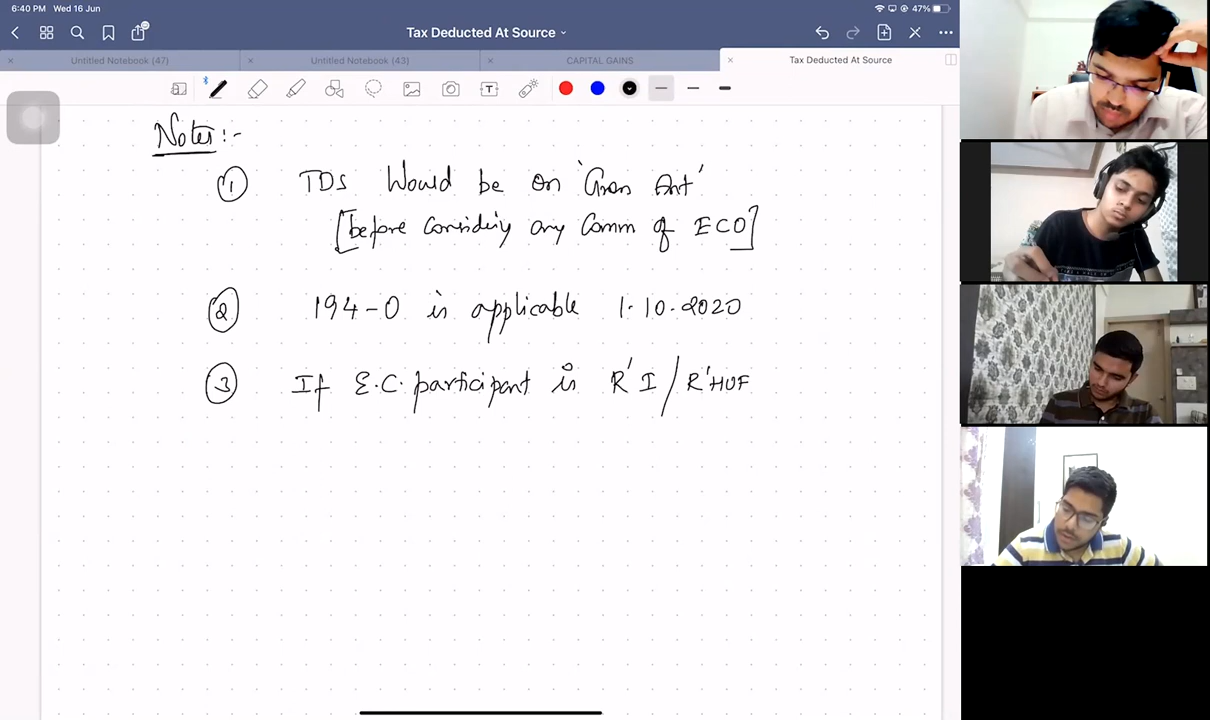 6:40 PM Wed 16 Jun
47%
Tax Deducted At Source
Untitled Notebook (47)
Untitled Notebook (43)
CAPITAL GAINS
Tax Deducted At Source
T
Notes:-
① TDS Would be on 'Gross Amt'
[before considering any Comm of ECO]
② 194-O is applicable 1.10.2020
③ If E.C. participant is R'I / R'HUF